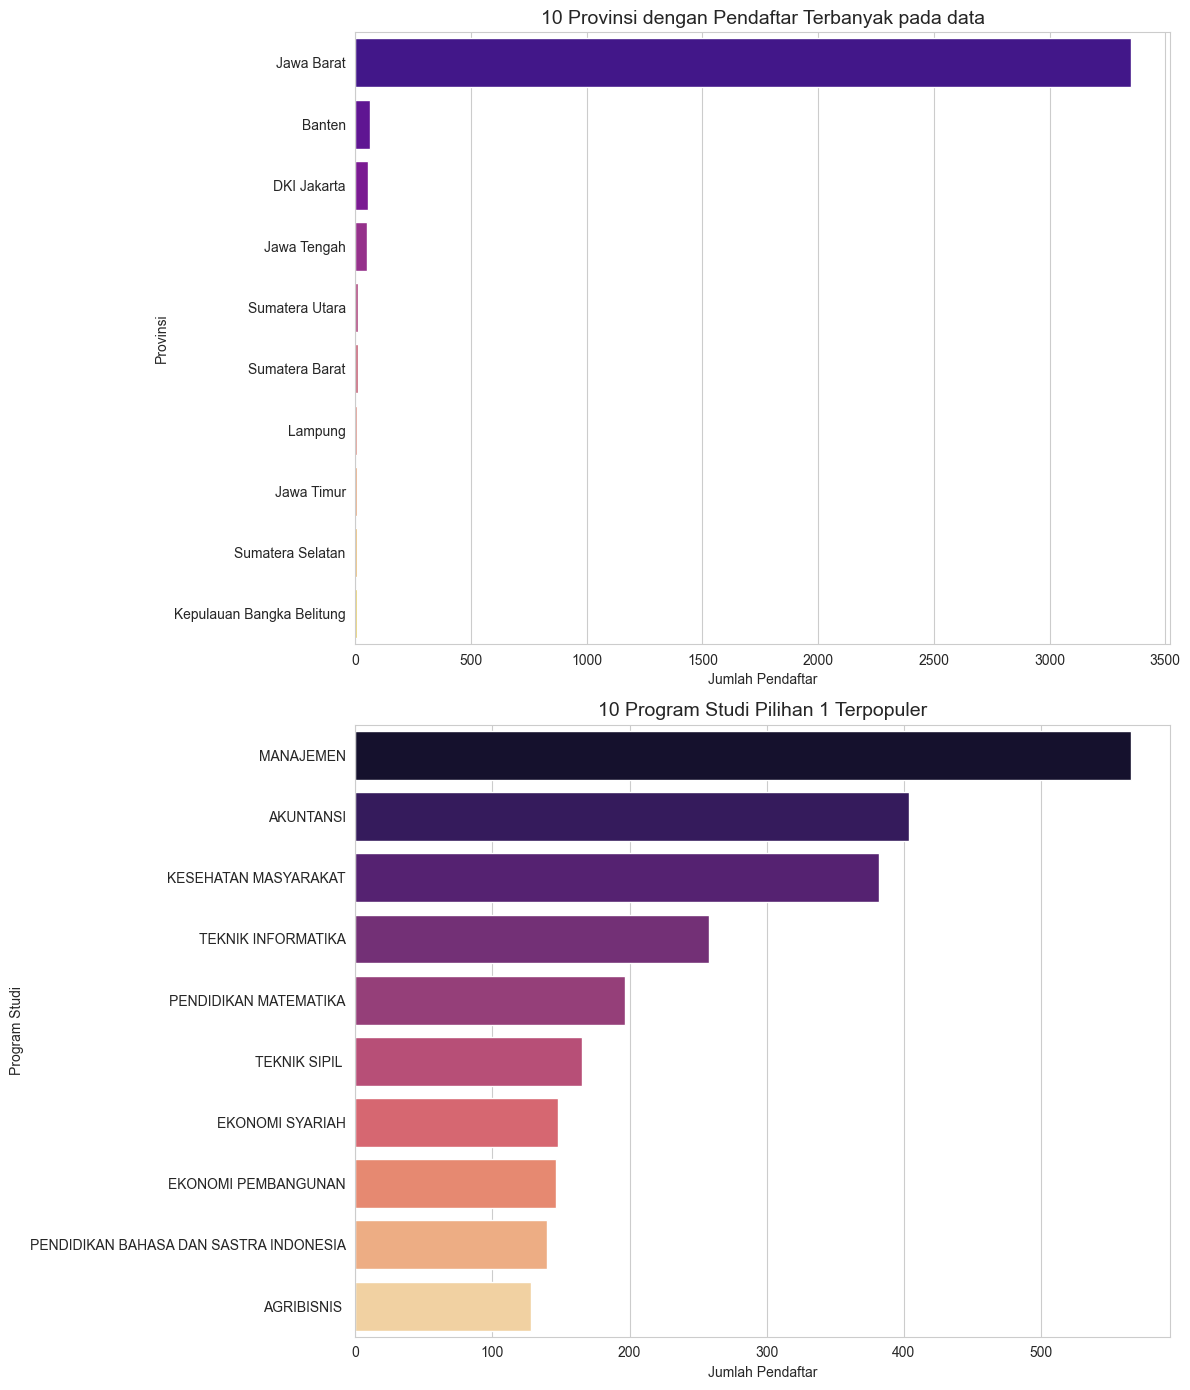 10 Provinsi dengan Pendaftar Terbanyak pada data
Provinsi
Jawa Barat
Banten
DKI Jakarta
Jawa Tengah
Sumatera Utara
Sumatera Barat
Lampung
Jawa Timur
Sumatera Selatan
Kepulauan Bangka Belitung
0 500 1000 1500 2000 2500 3000 3500
Jumlah Pendaftar
10 Program Studi Pilihan 1 Terpopuler
Program Studi
MANAJEMEN
AKUNTANSI
KESEHATAN MASYARAKAT
TEKNIK INFORMATIKA
PENDIDIKAN MATEMATIKA
TEKNIK SIPIL
EKONOMI SYARIAH
EKONOMI PEMBANGUNAN
PENDIDIKAN BAHASA DAN SASTRA INDONESIA
AGRIBISNIS
0 100 200 300 400 500
Jumlah Pendaftar